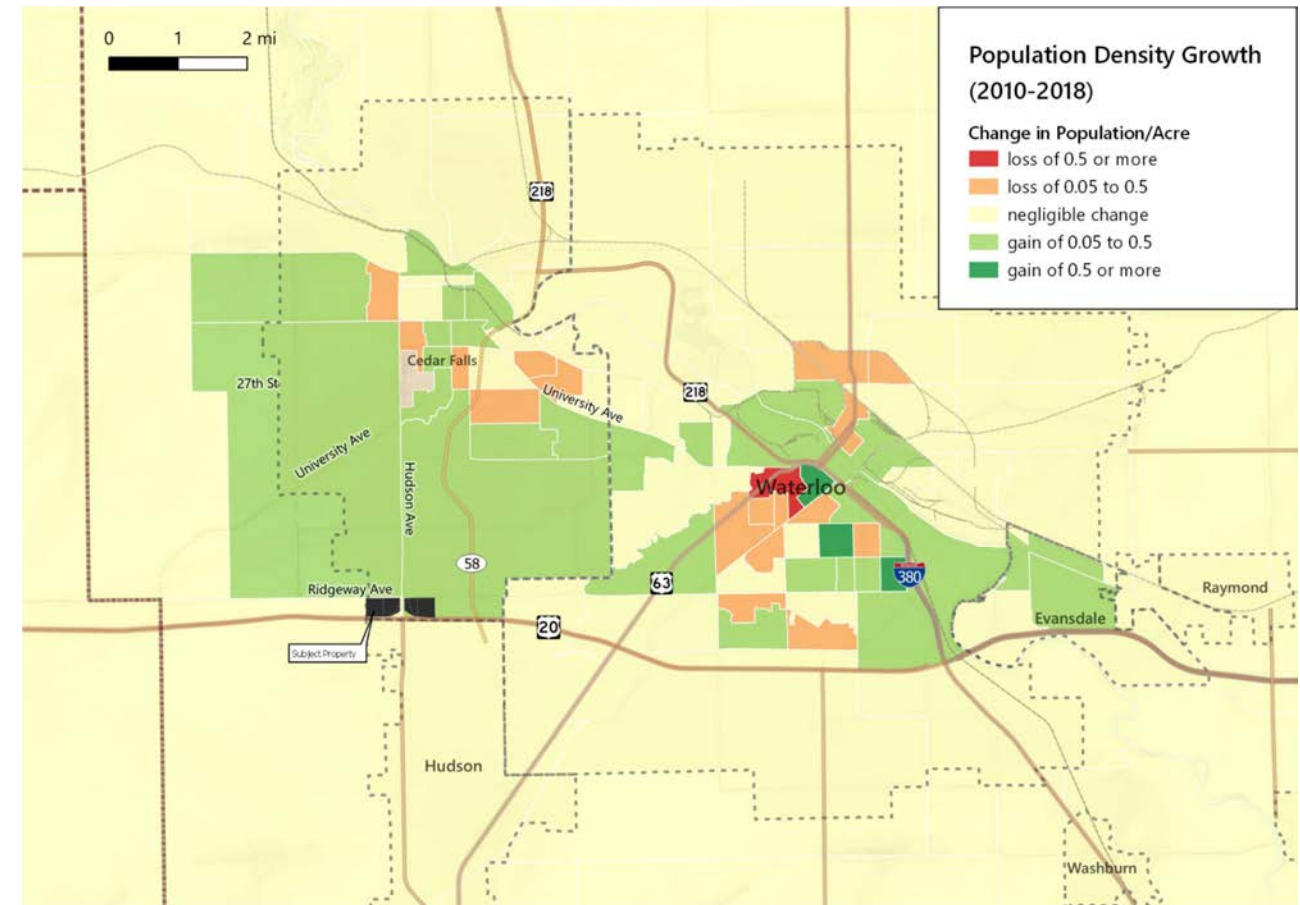 0 1 2 mi
Population Density Growth
(2010-2018)
Change in Population/Acre
loss of 0.5 or more
loss of 0.05 to 0.5
negligible change
gain of 0.05 to 0.5
gain of 0.5 or more
218
Cedar Falls
27th St
University Ave
218
University Ave
Hudson Ave
Waterloo
58
63
380
Ridgeway Ave
Raymond
Evansdale
20
Subject Property
Hudson
Washburn